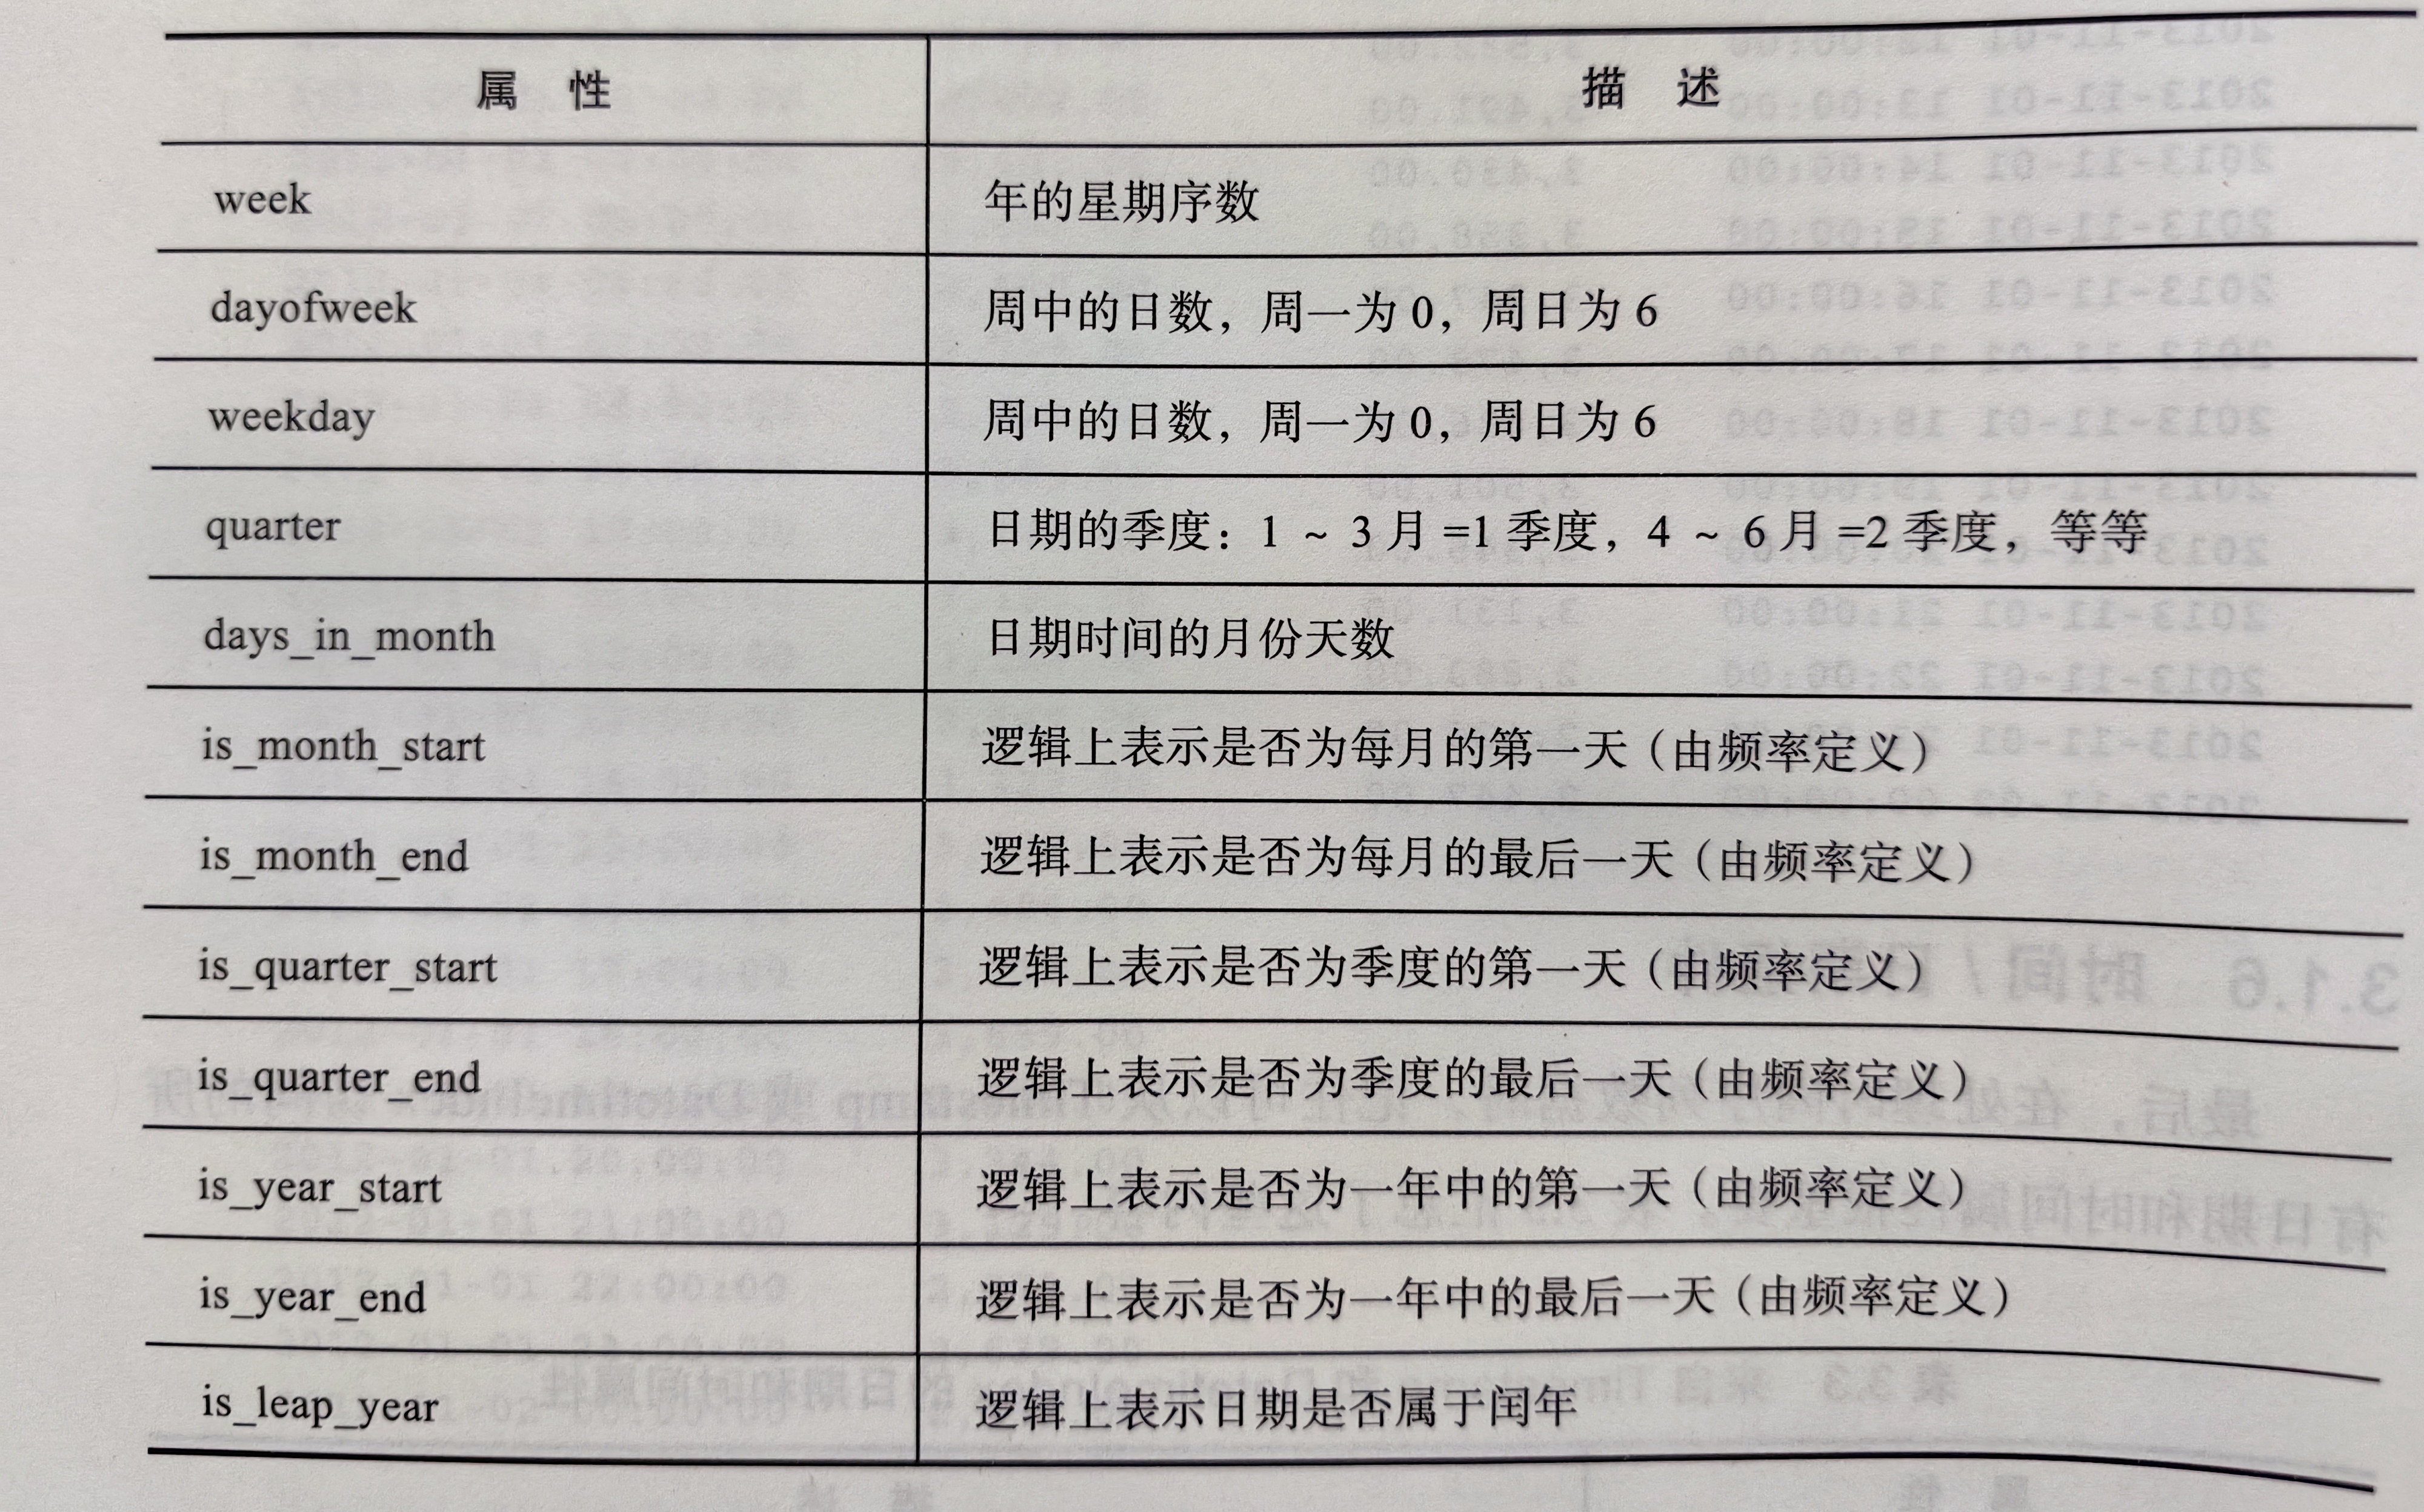 属 性 描 述
week 年的星期序数
dayofweek 周中的日数，周一为 0，周日为 6
weekday 周中的日数，周一为 0，周日为 6
quarter 日期的季度：1 ~ 3 月 =1 季度，4 ~ 6 月 =2 季度，等等
days_in_month 日期时间的月份天数
is_month_start 逻辑上表示是否为每月的第一天（由频率定义）
is_month_end 逻辑上表示是否为每月的最后一天（由频率定义）
is_quarter_start 逻辑上表示是否为季度的第一天（由频率定义）
is_quarter_end 逻辑上表示是否为季度的最后一天（由频率定义）
is_year_start 逻辑上表示是否为一年中的第一天（由频率定义）
is_year_end 逻辑上表示是否为一年中的最后一天（由频率定义）
is_leap_year 逻辑上表示日期是否属于闰年